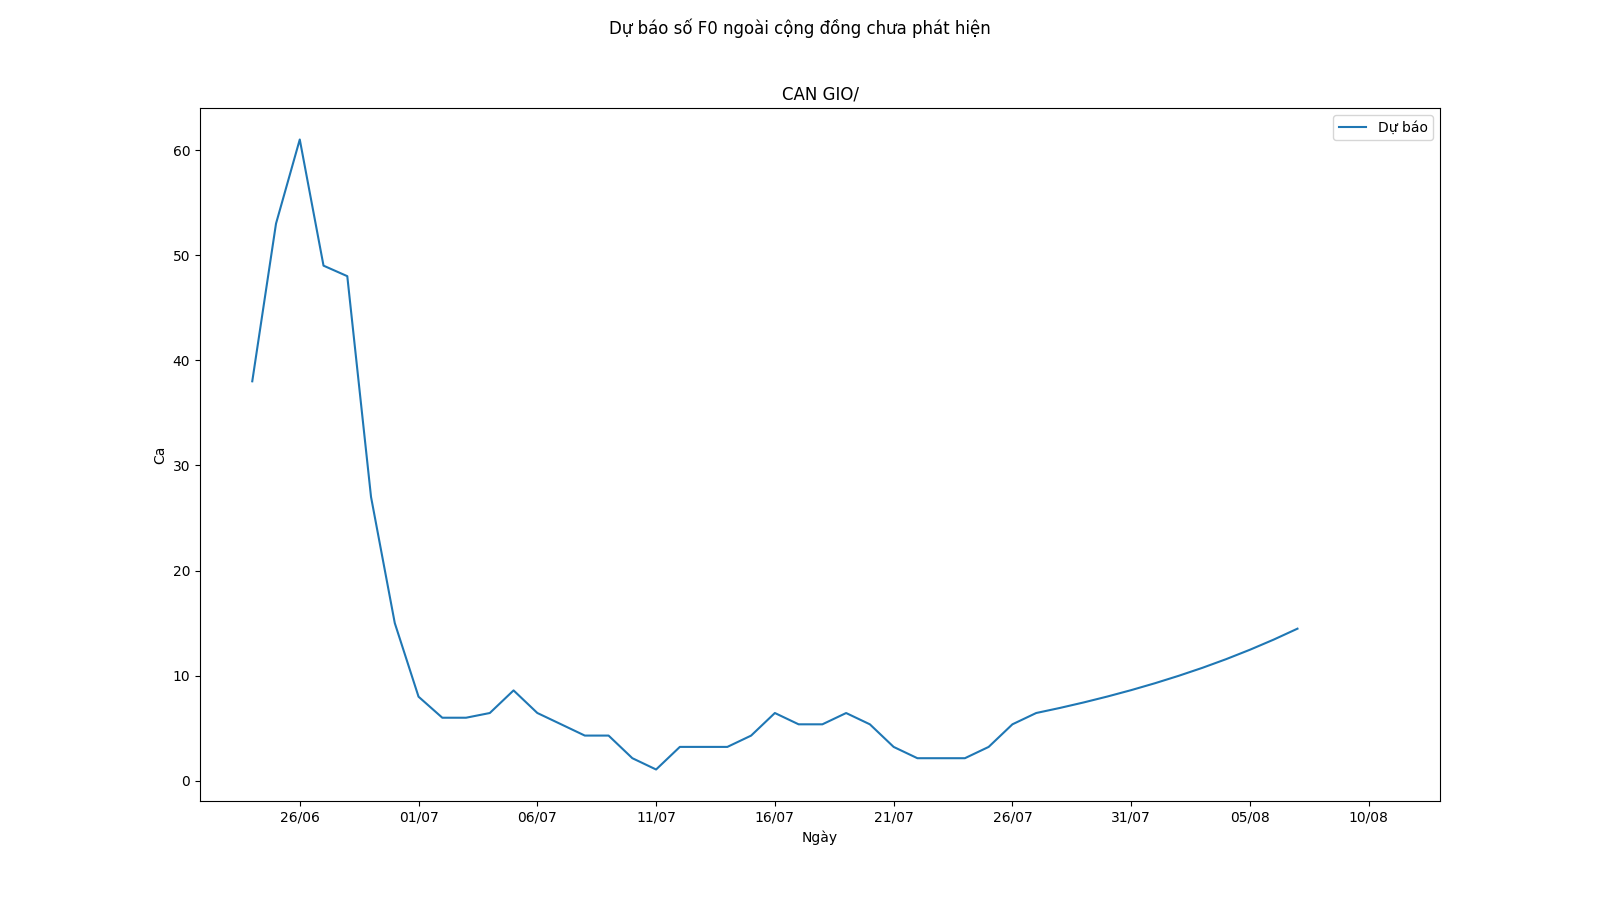 Dự báo số F0 ngoài cộng đồng chưa phát hiện
CAN GIO/
Dự báo
60
50
40
30
20
10
0
Ca
26/06 01/07 06/07 11/07 16/07 21/07 26/07 31/07 05/08 10/08
Ngày